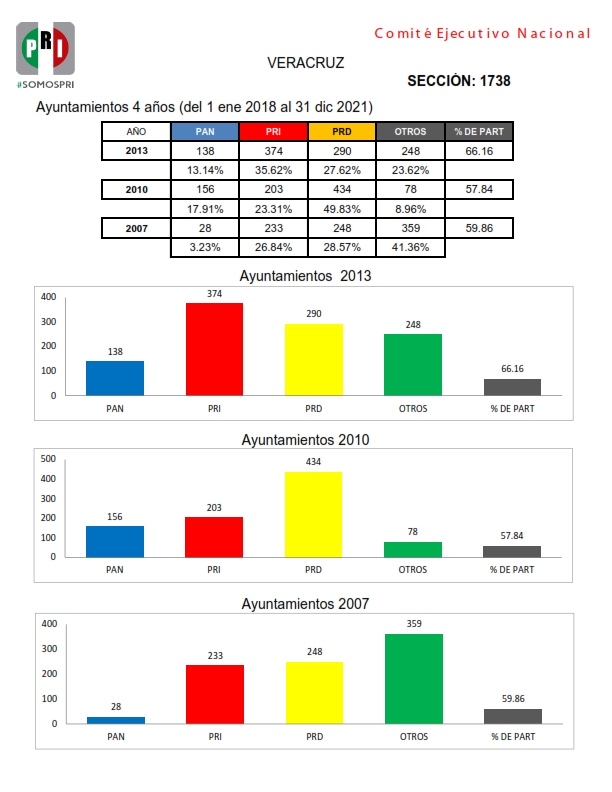 Comité Ejecutivo Nacional
PRI
#SOMOSPRI
VERACRUZ
SECCIÓN: 1738
Ayuntamientos 4 años (del 1 ene 2018 al 31 dic 2021)
AÑO PAN PRI PRD OTROS % DE PART
2013 138 374 290 248 66.16
13.14% 35.62% 27.62% 23.62%
2010 156 203 434 78 57.84
17.91% 23.31% 49.83% 8.96%
2007 28 233 248 359 59.86
3.23% 26.84% 28.57% 41.36%
Ayuntamientos 2013
400
300
200
100
0
138 374 290 248 66.16
PAN PRI PRD OTROS % DE PART
Ayuntamientos 2010
500
400
300
200
100
0
156 203 434 78 57.84
PAN PRI PRD OTROS % DE PART
Ayuntamientos 2007
400
300
200
100
0
28 233 248 359 59.86
PAN PRI PRD OTROS % DE PART